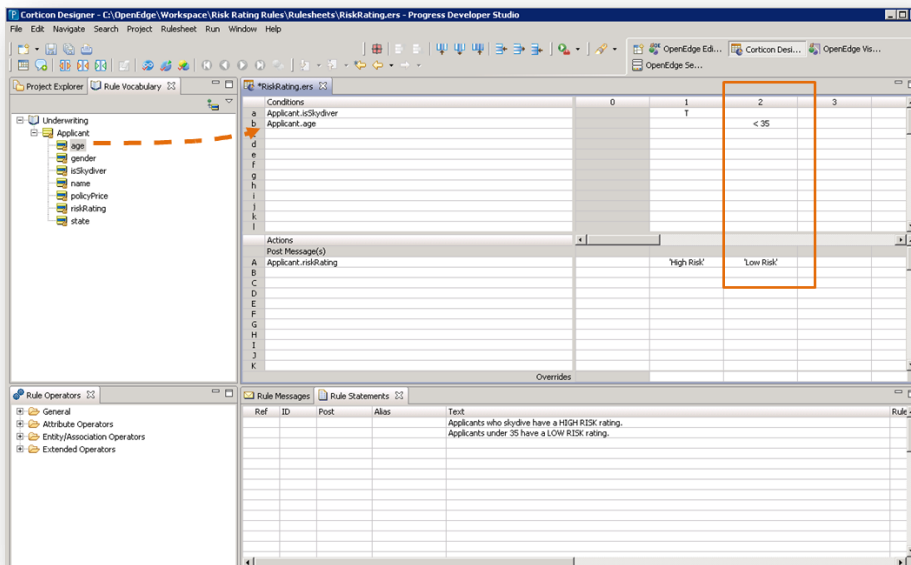 Corticon Designer - C:\OpenEdge\Workspace\Risk Rating Rules\Rulesheets\RiskRating.ers - Progress Developer Studio
File Edit Navigate Search Project Rulesheet Run Window Help
OpenEdge Edi... Corticon Desi... OpenEdge Vis...
OpenEdge Se...
Project Explorer Rule Vocabulary
Underwriting
Applicant
age
gender
isSkydiver
name
policyPrice
riskRating
state
*RiskRating.ers
Conditions 0 1 2 3
a Applicant.isSkydiver T
b Applicant.age < 35
d
e
f
g
h
i
j
k
l
Actions
Post Message(s)
A Applicant.riskRating 'High Risk' 'Low Risk'
B
C
D
E
F
G
H
I
J
K
Overrides
Rule Operators
General
Attribute Operators
Entity/Association Operators
Extended Operators
Rule Messages Rule Statements
Ref ID Post Alias Text Rule
Applicants who skydive have a HIGH RISK rating.
Applicants under 35 have a LOW RISK rating.